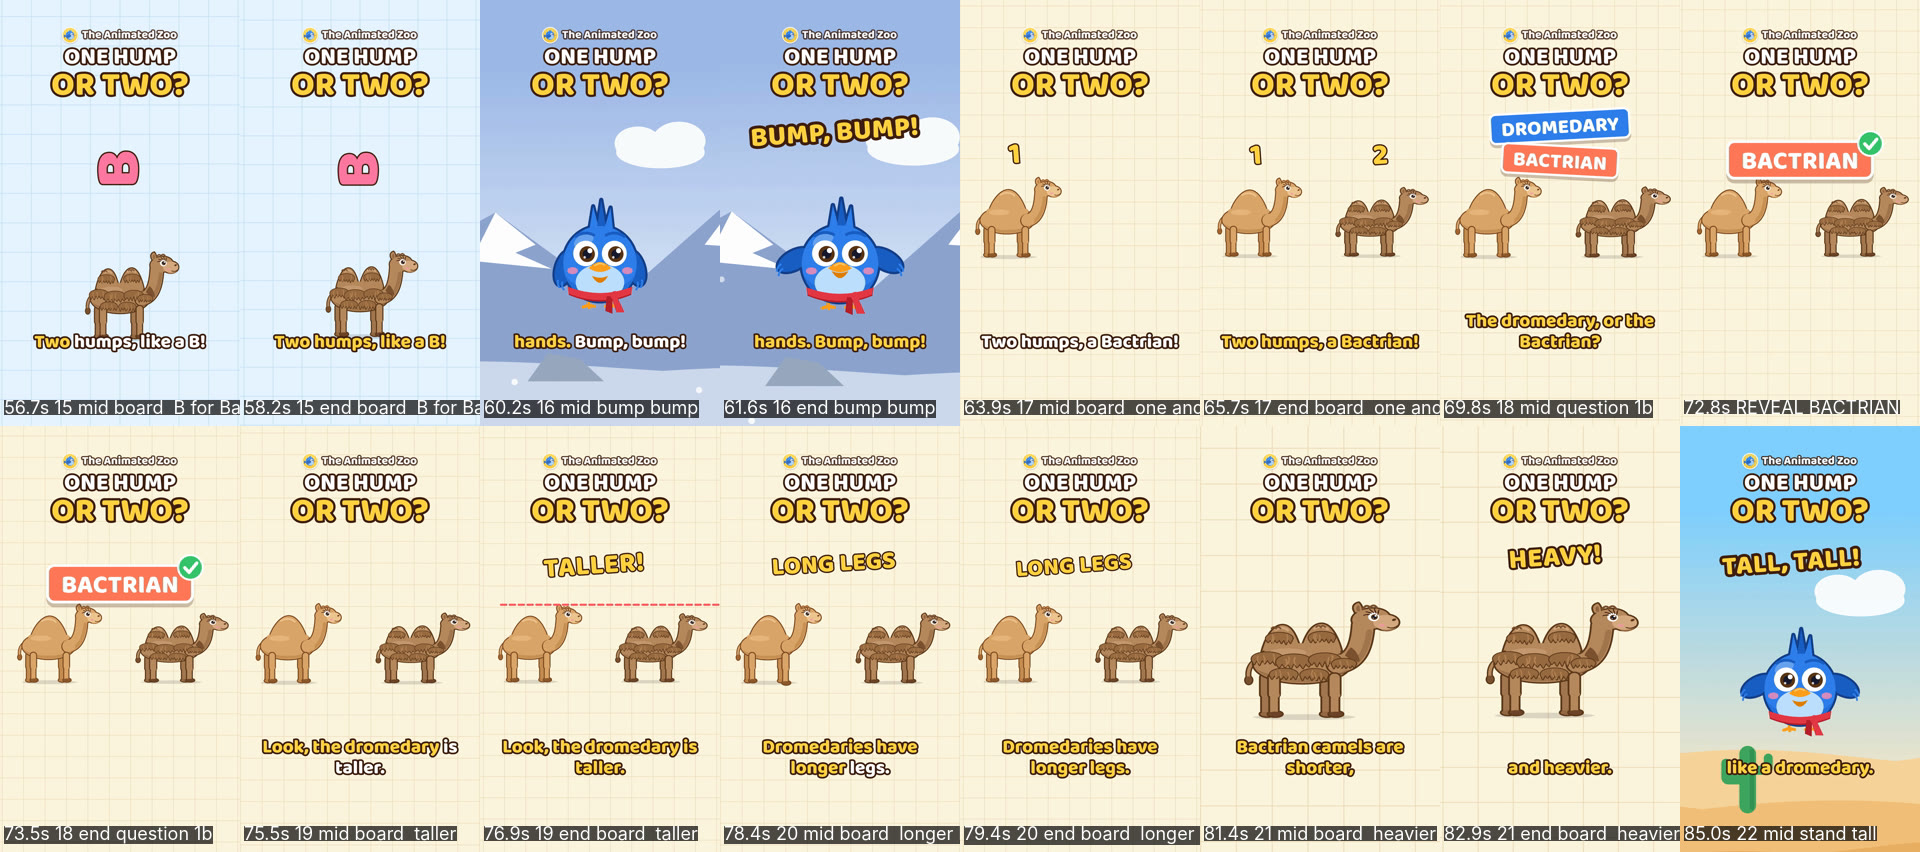 The Animated Zoo
ONE HUMP
OR TWO?
B
Two humps, like a B!
56.7s 15 mid board B for Ba
The Animated Zoo
ONE HUMP
OR TWO?
B
Two humps, like a B!
58.2s 15 end board B for Ba
The Animated Zoo
ONE HUMP
OR TWO?
hands. Bump, bump!
60.2s 16 mid bump bump
The Animated Zoo
ONE HUMP
OR TWO?
BUMP, BUMP!
hands. Bump, bump!
61.6s 16 end bump bump
The Animated Zoo
ONE HUMP
OR TWO?
1
Two humps, a Bactrian!
63.9s 17 mid board one and
The Animated Zoo
ONE HUMP
OR TWO?
1 2
Two humps, a Bactrian!
65.7s 17 end board one and
The Animated Zoo
ONE HUMP
OR TWO?
DROMEDARY
BACTRIAN
The dromedary, or the
Bactrian?
69.8s 18 mid question 1b
The Animated Zoo
ONE HUMP
OR TWO?
BACTRIAN
72.8s REVEAL BACTRIAN
The Animated Zoo
ONE HUMP
OR TWO?
BACTRIAN
73.5s 18 end question 1b
The Animated Zoo
ONE HUMP
OR TWO?
Look, the dromedary is
taller.
75.5s 19 mid board taller
The Animated Zoo
ONE HUMP
OR TWO?
TALLER!
Look, the dromedary is
taller.
76.9s 19 end board taller
The Animated Zoo
ONE HUMP
OR TWO?
LONG LEGS
Dromedaries have
longer legs.
78.4s 20 mid board longer
The Animated Zoo
ONE HUMP
OR TWO?
LONG LEGS
Dromedaries have
longer legs.
79.4s 20 end board longer
The Animated Zoo
ONE HUMP
OR TWO?
Bactrian camels are
shorter,
81.4s 21 mid board heavier
The Animated Zoo
ONE HUMP
OR TWO?
HEAVY!
and heavier.
82.9s 21 end board heavier
The Animated Zoo
ONE HUMP
OR TWO?
TALL, TALL!
like a dromedary.
85.0s 22 mid stand tall